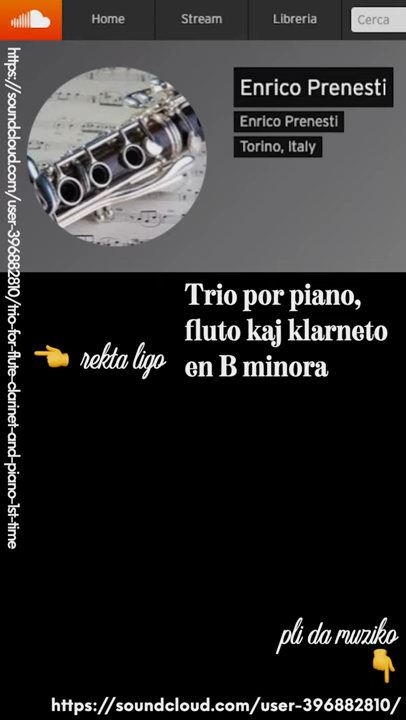 Home Stream Libreria Cerca
Enrico Prenesti
Enrico Prenesti
Torino, Italy
https://soundcloud.com/user-396882810/trio-for-flute-clarinet-and-piano-1st-time
Trio por piano,
fluto kaj klarneto
en B minora
👈 rekta ligo
pli da muziko
👇
https://soundcloud.com/user-396882810/